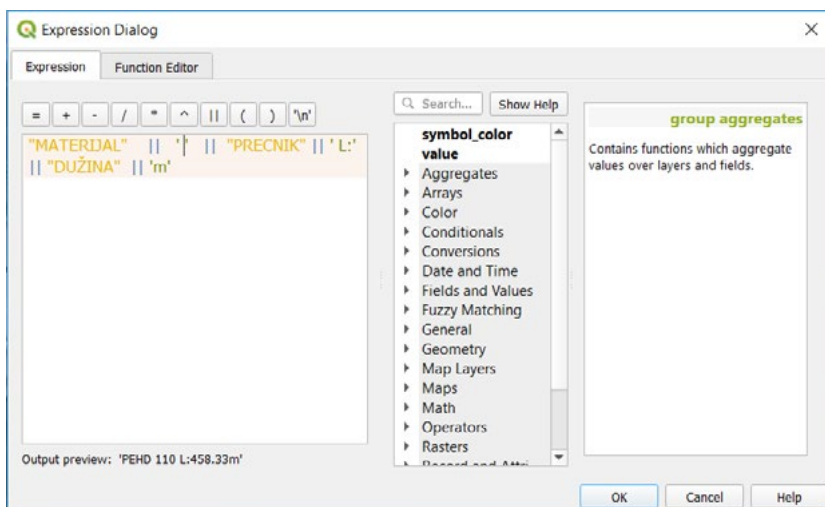 Expression Dialog
Expression
Function Editor
= + - / * ^ || ( ) '\n'
"MATERIJAL" || ' ' || "PRECNIK" || ' L:'
|| "DUŽINA" || 'm'
Output preview: 'PEHD 110 L:458.33m'
Search...
Show Help
symbol_color
value
Aggregates
Arrays
Color
Conditionals
Conversions
Date and Time
Fields and Values
Fuzzy Matching
General
Geometry
Map Layers
Maps
Math
Operators
Rasters
group aggregates
Contains functions which aggregate
values over layers and fields.
OK
Cancel
Help